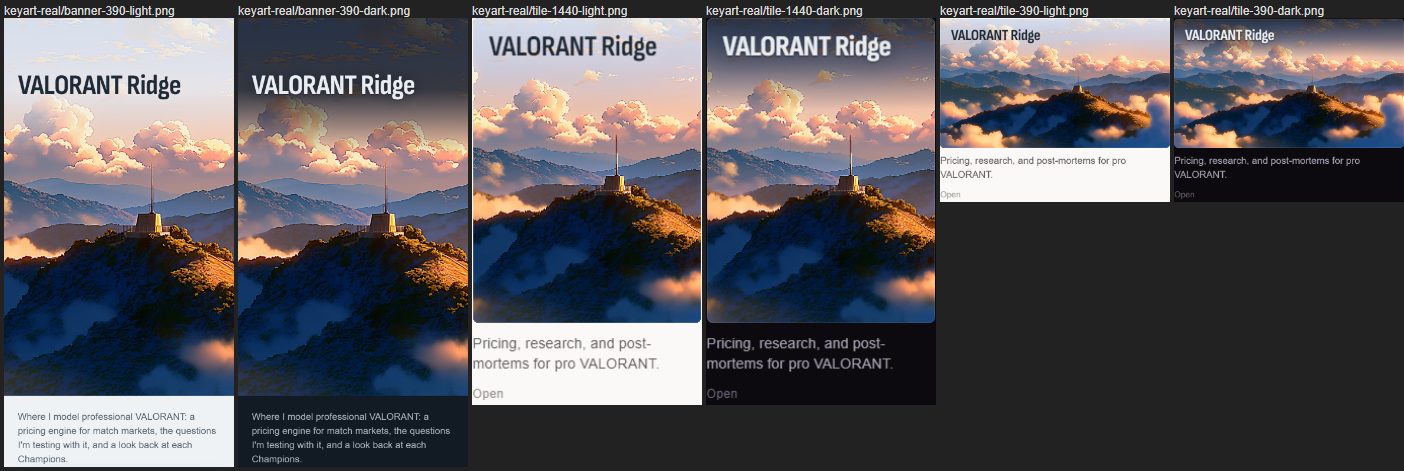 keyart-real/banner-390-light.png
keyart-real/banner-390-dark.png
keyart-real/tile-1440-light.png
keyart-real/tile-1440-dark.png
keyart-real/tile-390-light.png
keyart-real/tile-390-dark.png
VALORANT Ridge
Where I model professional VALORANT: a
pricing engine for match markets, the questions
I'm testing with it, and a look back at each
Champions.
VALORANT Ridge
Where I model professional VALORANT: a
pricing engine for match markets, the questions
I'm testing with it, and a look back at each
Champions.
VALORANT Ridge
Pricing, research, and post-
mortems for pro VALORANT.
Open
VALORANT Ridge
Pricing, research, and post-
mortems for pro VALORANT.
Open
VALORANT Ridge
Pricing, research, and post-mortems for pro
VALORANT.
Open
VALORANT Ridge
Pricing, research, and post-mortems for pro
VALORANT.
Open